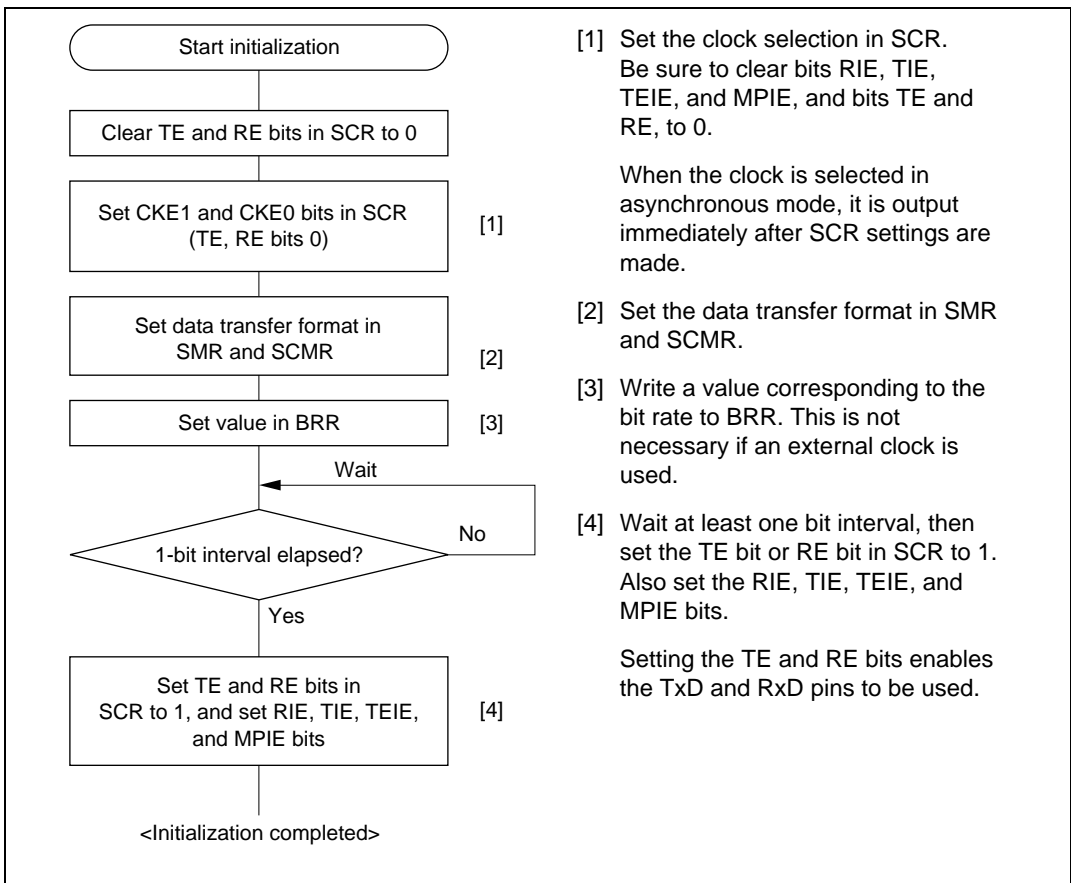 Start initialization
Clear TE and RE bits in SCR to 0
Set CKE1 and CKE0 bits in SCR
(TE, RE bits 0)
[1]
Set data transfer format in
SMR and SCMR
[2]
Set value in BRR
[3]
Wait
No
1-bit interval elapsed?
Yes
Set TE and RE bits in
SCR to 1, and set RIE, TIE, TEIE,
and MPIE bits
[4]
<Initialization completed>
[1] Set the clock selection in SCR.
Be sure to clear bits RIE, TIE,
TEIE, and MPIE, and bits TE and
RE, to 0.
When the clock is selected in
asynchronous mode, it is output
immediately after SCR settings are
made.
[2] Set the data transfer format in SMR
and SCMR.
[3] Write a value corresponding to the
bit rate to BRR. This is not
necessary if an external clock is
used.
[4] Wait at least one bit interval, then
set the TE bit or RE bit in SCR to 1.
Also set the RIE, TIE, TEIE, and
MPIE bits.
Setting the TE and RE bits enables
the TxD and RxD pins to be used.